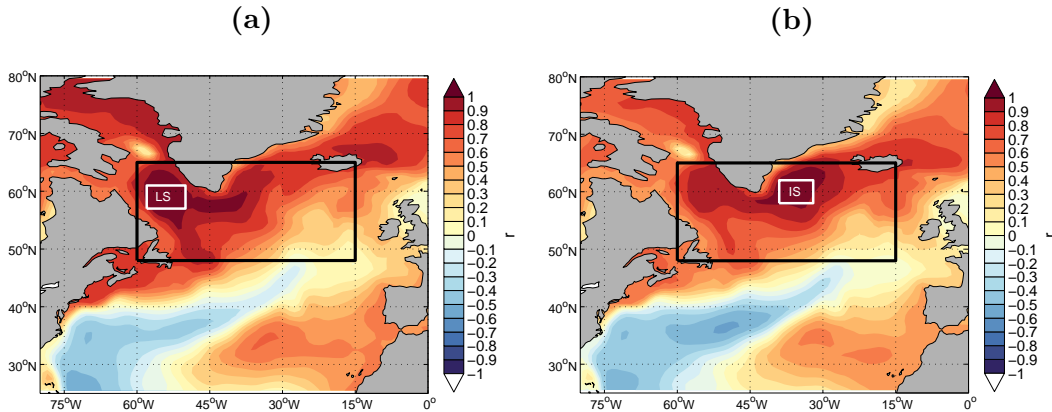 (a)
80°N
70°N
60°N
50°N
40°N
30°N
75°W
60°W
45°W
30°W
15°W
0°
LS
1
0.9
0.8
0.7
0.6
0.5
0.4
0.3
0.2
0.1
0
−0.1
−0.2
−0.3
−0.4
−0.5
−0.6
−0.7
−0.8
−0.9
−1
r
(b)
80°N
70°N
60°N
50°N
40°N
30°N
75°W
60°W
45°W
30°W
15°W
0°
IS
1
0.9
0.8
0.7
0.6
0.5
0.4
0.3
0.2
0.1
0
−0.1
−0.2
−0.3
−0.4
−0.5
−0.6
−0.7
−0.8
−0.9
−1
r